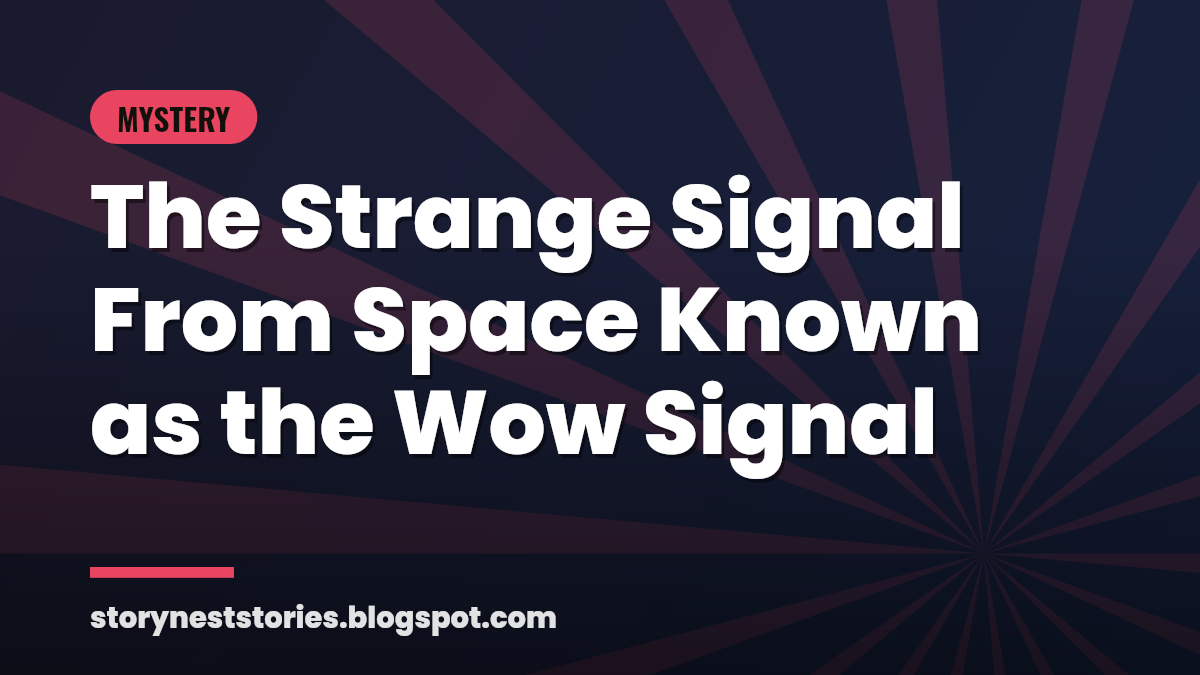 MYSTERY
The Strange Signal
From Space Known
as the Wow Signal
storyneststories.blogspot.com